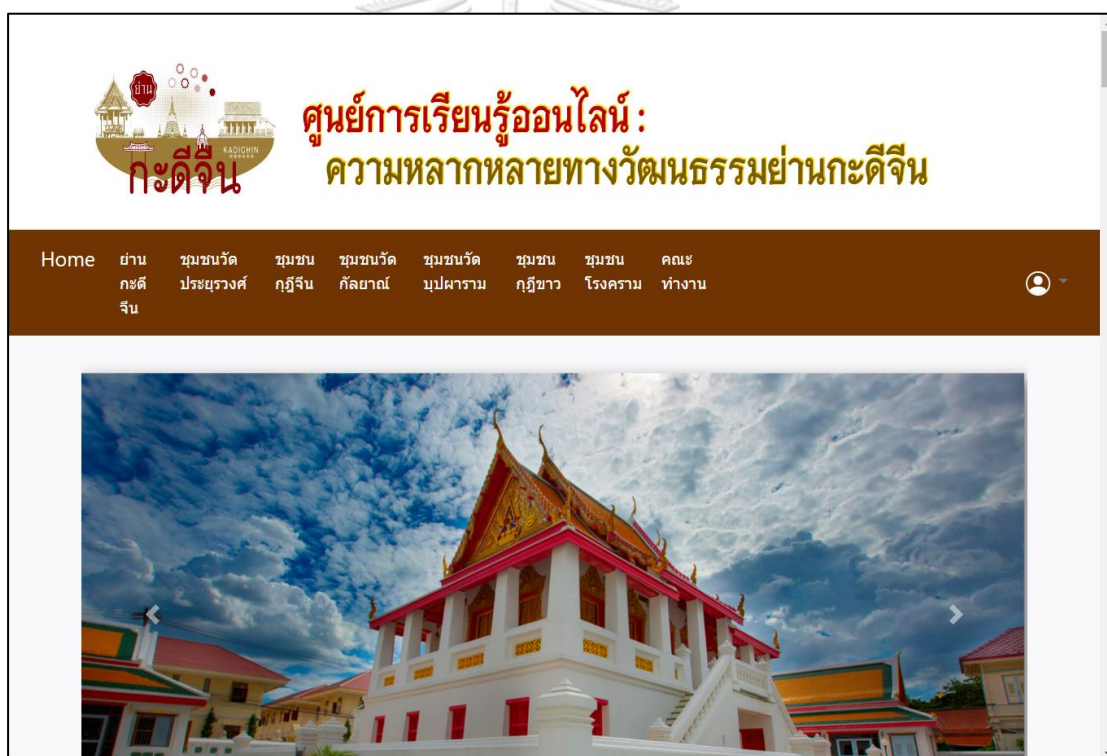 ย่าน
KADICHIN
กะดีจีน
ศูนย์การเรียนรู้ออนไลน์ :
ความหลากหลายทางวัฒนธรรมย่านกะดีจีน
Home
ย่าน
กะดี
จีน
ชุมชนวัด
ประยุรวงศ์
ชุมชน
กุฎีจีน
ชุมชนวัด
กัลยาณ์
ชุมชนวัด
บุปผาราม
ชุมชน
กุฎีขาว
ชุมชน
โรงคราม
คณะ
ทำงาน